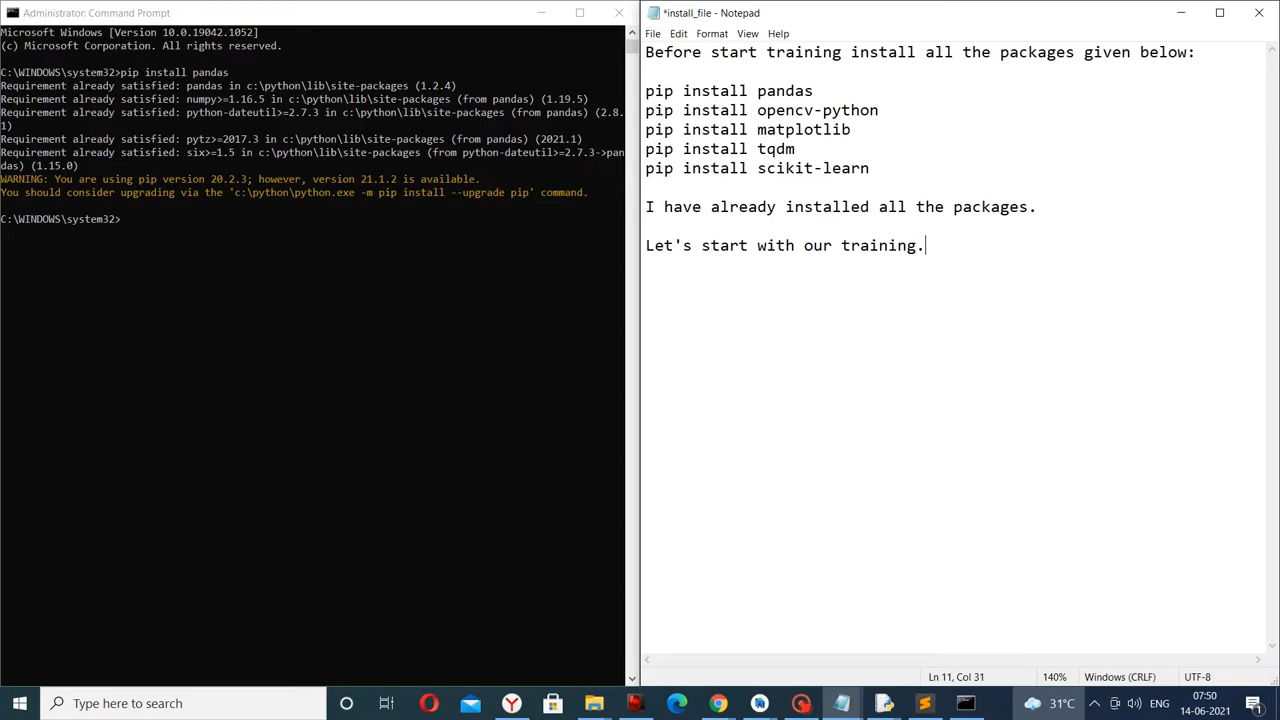 Administrator: Command Prompt
Microsoft Windows [Version 10.0.19042.1052]
(c) Microsoft Corporation. All rights reserved.
C:\WINDOWS\system32>pip install pandas
Requirement already satisfied: pandas in c:\python\lib\site-packages (1.2.4)
Requirement already satisfied: numpy>=1.16.5 in c:\python\lib\site-packages (from pandas) (1.19.5)
Requirement already satisfied: python-dateutil>=2.7.3 in c:\python\lib\site-packages (from pandas) (2.8.
1)
Requirement already satisfied: pytz>=2017.3 in c:\python\lib\site-packages (from pandas) (2021.1)
Requirement already satisfied: six>=1.5 in c:\python\lib\site-packages (from python-dateutil>=2.7.3->pan
das) (1.15.0)
WARNING: You are using pip version 20.2.3; however, version 21.1.2 is available.
You should consider upgrading via the 'c:\python\python.exe -m pip install --upgrade pip' command.
C:\WINDOWS\system32>
*install_file - Notepad
File Edit Format View Help
Before start training install all the packages given below:
pip install pandas
pip install opencv-python
pip install matplotlib
pip install tqdm
pip install scikit-learn
I have already installed all the packages.
Let's start with our training.
Ln 11, Col 31 140% Windows (CRLF) UTF-8
Type here to search
31°C ENG
07:50
14-06-2021